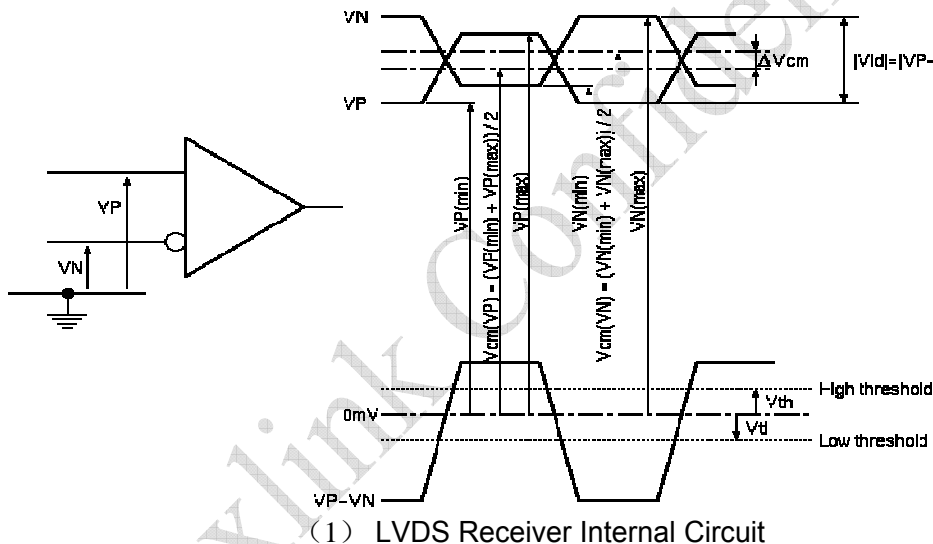 VN
VP
ΔVcm
|Vid|=|VP-
VP
VN
VP(min)
Vcm(VP) = (VP(min) + VP(max)) / 2
VP(max)
VN(min)
Vcm(VN) = (VN(min) + VN(max)) / 2
VN(max)
High threshold
Vth
0mV
Vtl
Low threshold
VP-VN
(1) LVDS Receiver Internal Circuit
xlink Confiden